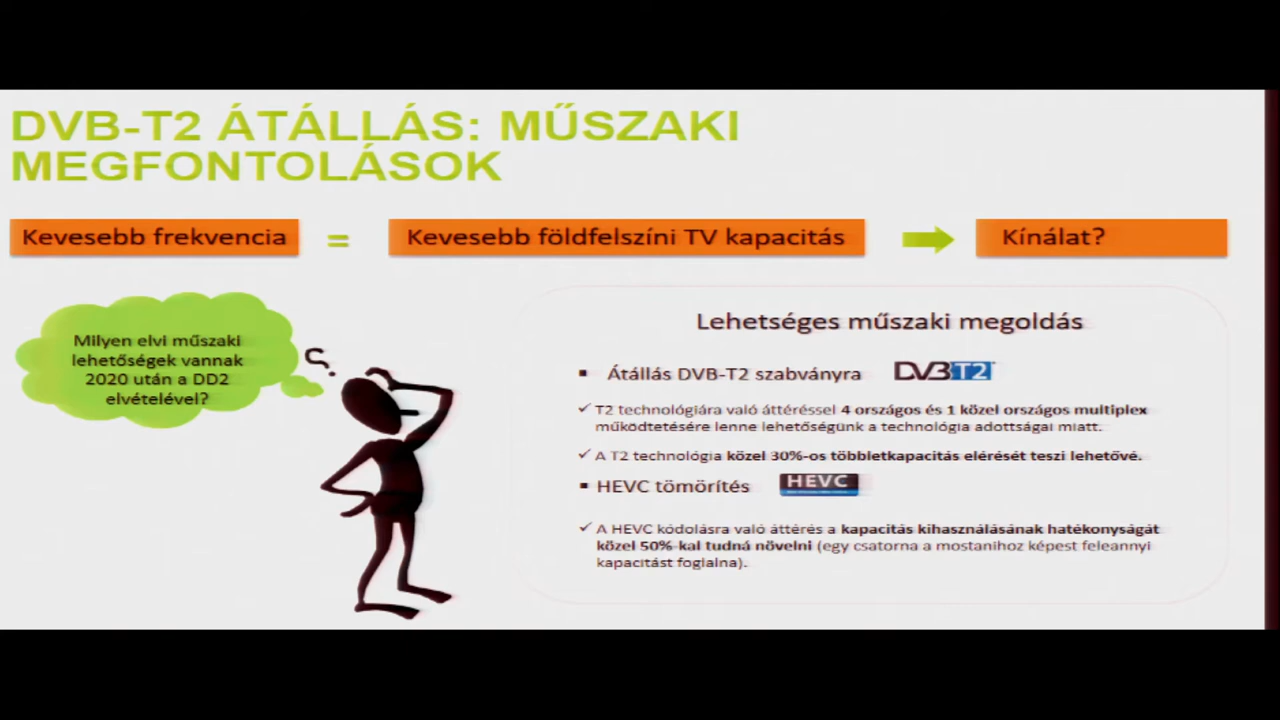 DVB-T2 ÁTÁLLÁS: MŰSZAKI
MEGFONTOLÁSOK
Kevesebb frekvencia
=
Kevesebb földfelszíni TV kapacitás
Kínálat?
Milyen elvi műszaki
lehetőségek vannak
2020 után a DD2
elvételével?
?
Lehetséges műszaki megoldás
▪ Átállás DVB-T2 szabványra
DVB T2
✓ T2 technológiára való áttéréssel 4 országos és 1 közel országos multiplex
működtetésére lenne lehetőségünk a technológia adottságai miatt.
✓ A T2 technológia közel 30%-os többletkapacitás elérését teszi lehetővé.
▪ HEVC tömörítés
HEVC
✓ A HEVC kódolásra való áttérés a kapacitás kihasználásának hatékonyságát
közel 50%-kal tudná növelni (egy csatorna a mostanihoz képest feleannyi
kapacitást foglalna).